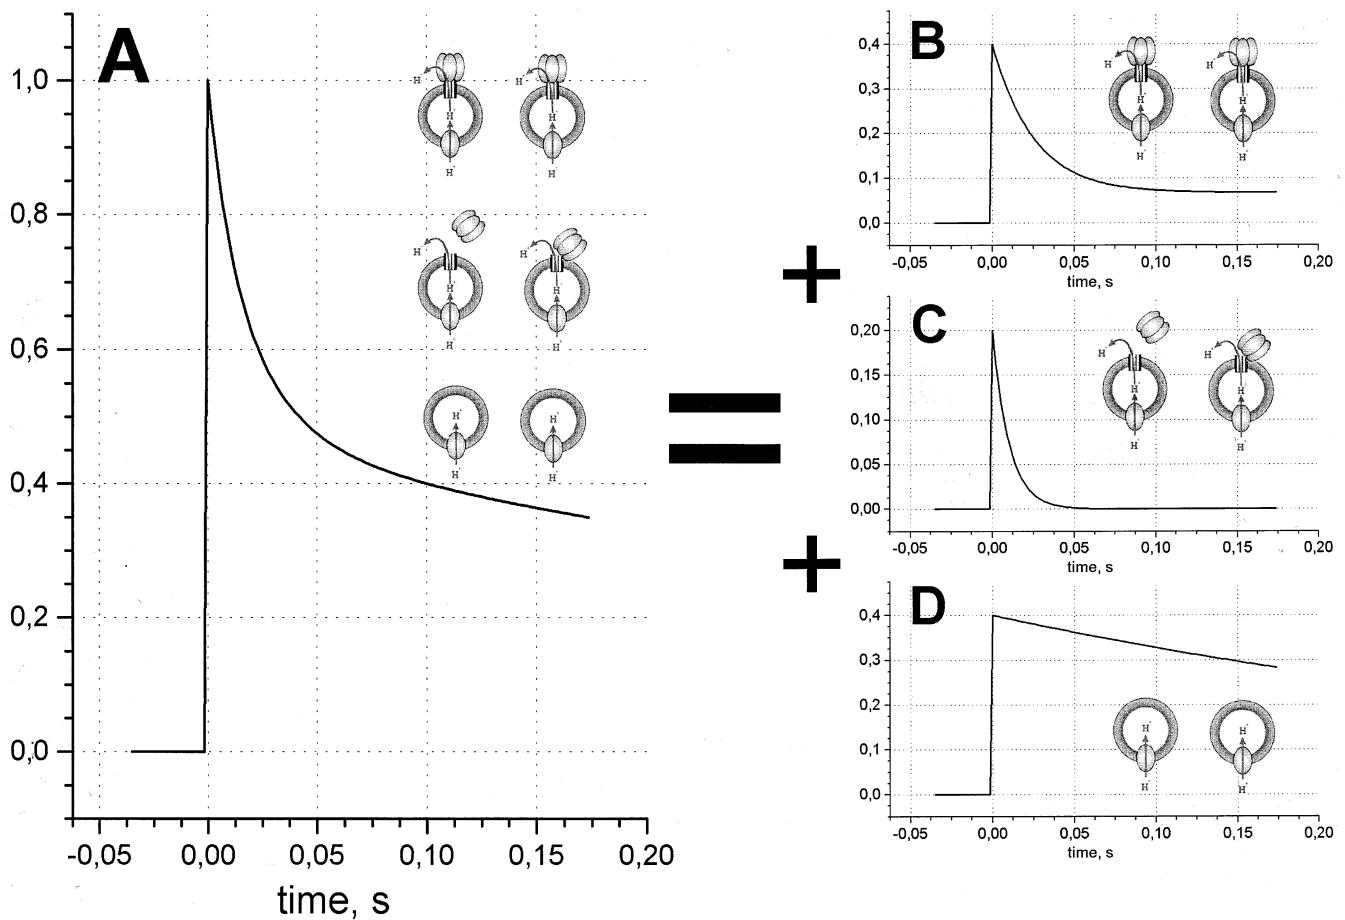 A
1,0
0,8
0,6
0,4
0,2
0,0
-0,05 0,00 0,05 0,10 0,15 0,20
time, s
H+ H+
H+ H+
H+ H+
H+ H+
H+ H+
H+ H+
H+ H+
H+ H+
=
+
+
B
0,4
0,3
0,2
0,1
0,0
-0,05 0,00 0,05 0,10 0,15 0,20
time, s
H+ H+
H+ H+
H+ H+
C
0,20
0,15
0,10
0,05
0,00
-0,05 0,00 0,05 0,10 0,15 0,20
time, s
H+ H+
H+ H+
H+ H+
D
0,4
0,3
0,2
0,1
0,0
-0,05 0,00 0,05 0,10 0,15 0,20
time, s
H+ H+
H+ H+